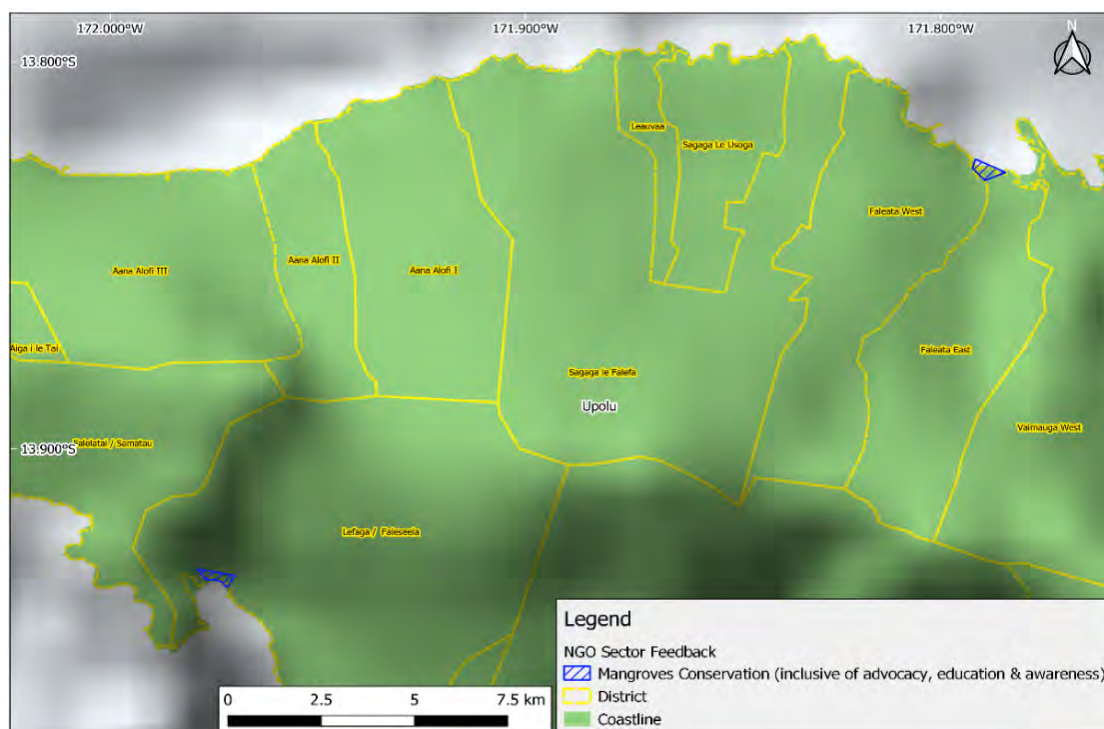 172.000°W
171.900°W
171.800°W
N
13.800°S
Leauvaa
Sagaga Le Usoga
Faleata West
Aana Alofi III
Aana Alofi II
Aana Alofi I
Aiga i le Tai
Faleata East
Sagaga le Falefa
Upolu
Vaimauga West
13.900°S
Falelatai / Samatau
Lefaga / Faleseela
Legend
NGO Sector Feedback
Mangroves Conservation (inclusive of advocacy, education & awareness)
District
Coastline
0 2.5 5 7.5 km